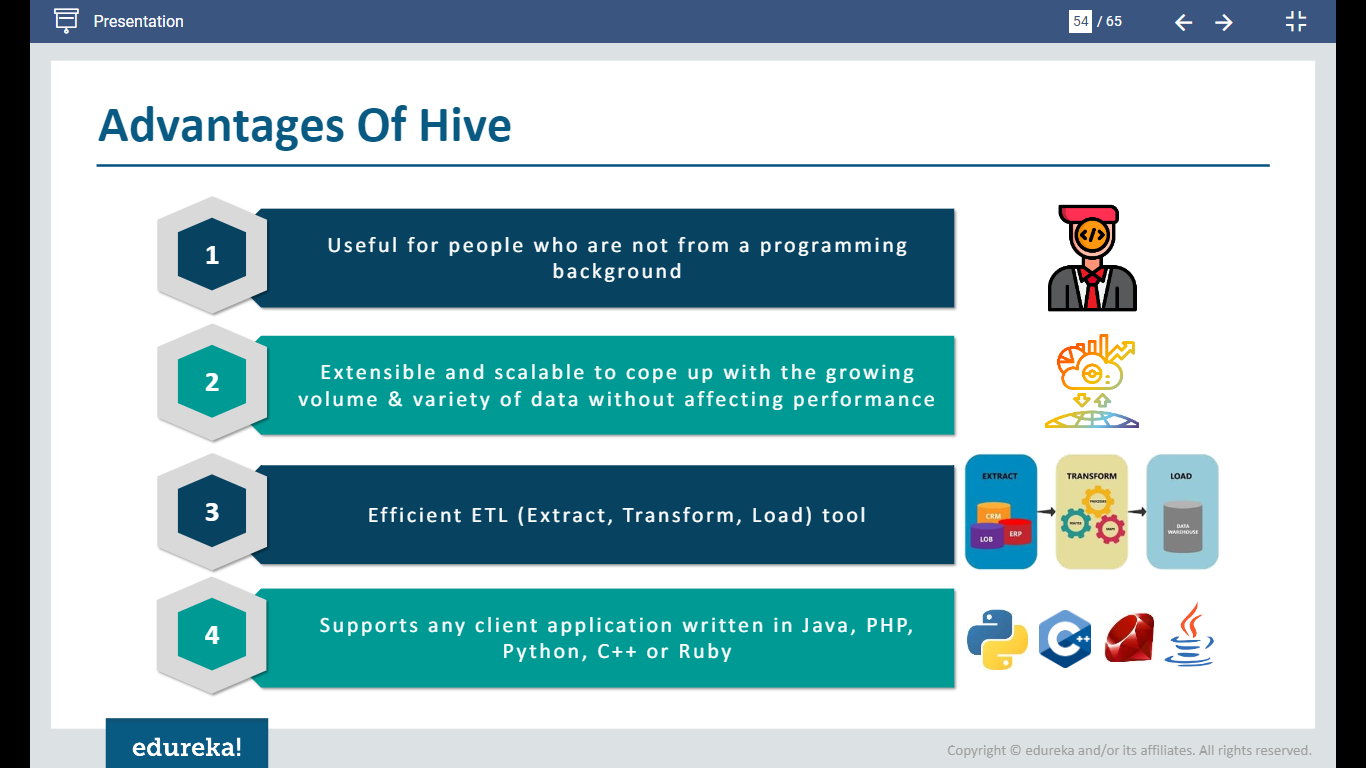 Presentation
54 / 65
Advantages Of Hive
1
Useful for people who are not from a programming
background
</>
2
Extensible and scalable to cope up with the growing
volume & variety of data without affecting performance
3
Efficient ETL (Extract, Transform, Load) tool
EXTRACT
CRM
LOB
ERP
TRANSFORM
LOAD
DATA
WAREHOUSE
4
Supports any client application written in Java, PHP,
Python, C++ or Ruby
C++
edureka!
Copyright © edureka and/or its affiliates. All rights reserved.